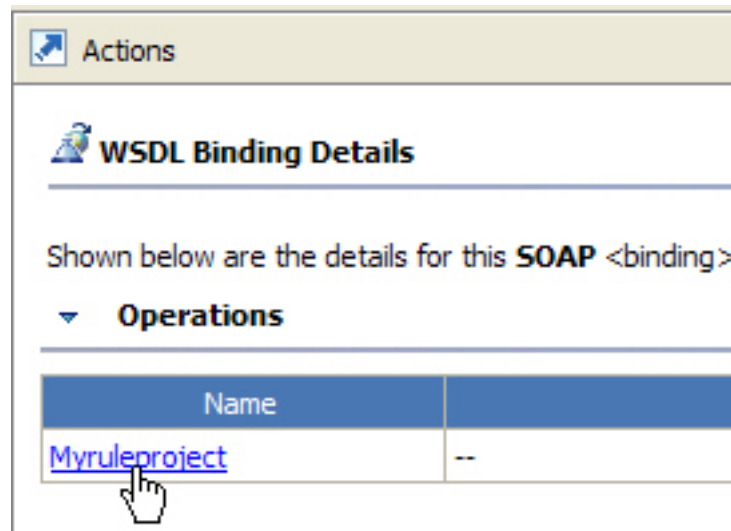 Actions
WSDL Binding Details
Shown below are the details for this SOAP <binding>
Operations
Name
Myruleproject --